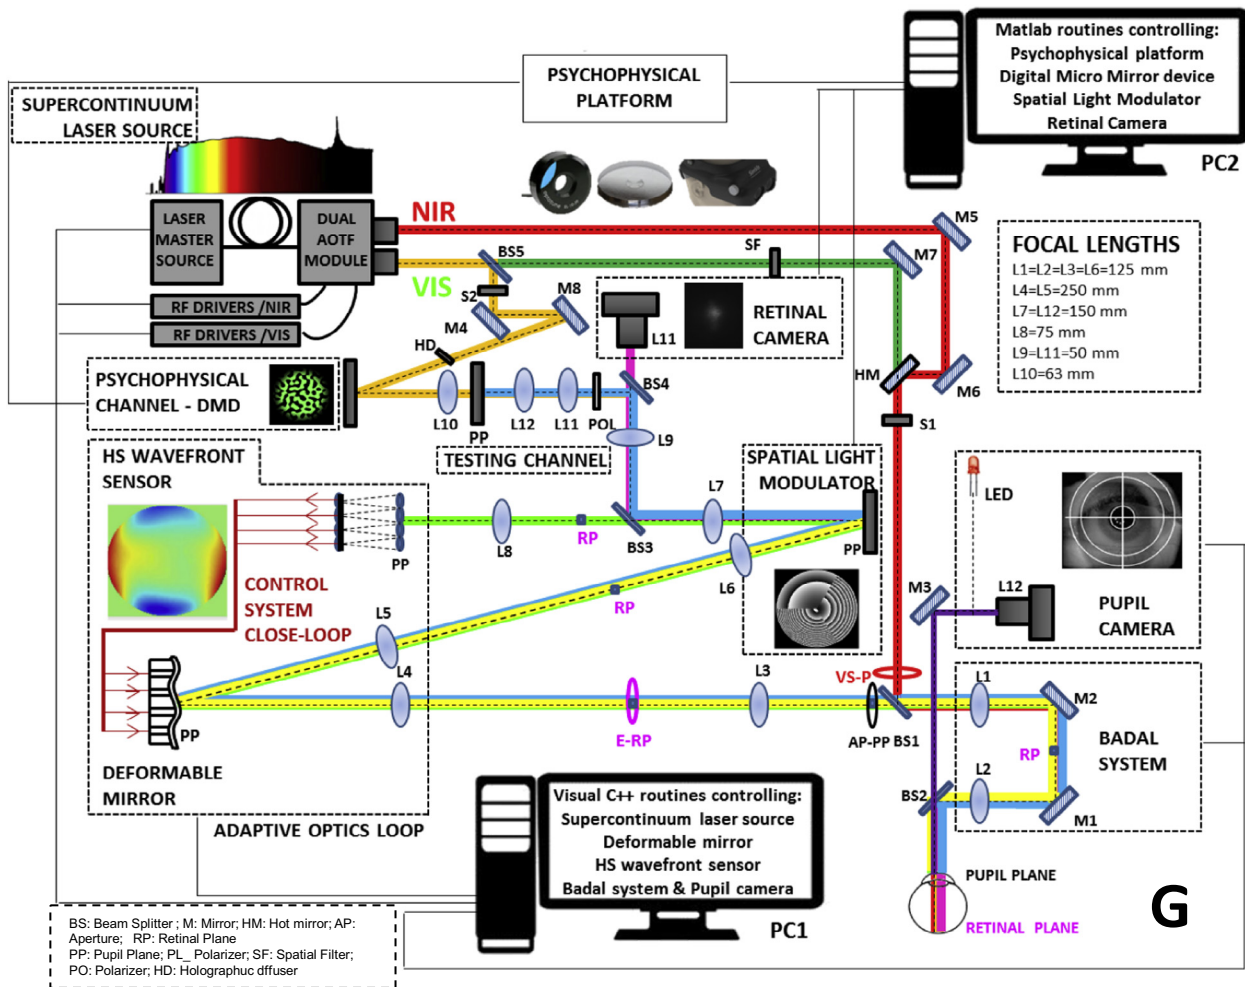 SUPERCONTINUUM
LASER SOURCE
PSYCHOPHYSICAL
PLATFORM
Matlab routines controlling:
Psychophysical platform
Digital Micro Mirror device
Spatial Light Modulator
Retinal Camera
PC2
LASER
MASTER
SOURCE
DUAL
AOTF
MODULE
NIR
VIS
RF DRIVERS /NIR
RF DRIVERS /VIS
BS5
S2
M4
M8
HD
SF
M7
M5
M6
HM
S1
FOCAL LENGTHS
L1=L2=L3=L6=125 mm
L4=L5=250 mm
L7=L12=150 mm
L8=75 mm
L9=L11=50 mm
L10=63 mm
L11
RETINAL
CAMERA
BS4
PSYCHOPHYSICAL
CHANNEL - DMD
L10
PP
L12
L11
POL
L9
TESTING CHANNEL
HS WAVEFRONT
SENSOR
PP
L8
RP
BS3
L7
SPATIAL LIGHT
MODULATOR
PP
L6
RP
CONTROL
SYSTEM
CLOSE-LOOP
L5
L4
PP
DEFORMABLE
MIRROR
ADAPTIVE OPTICS LOOP
E-RP
L3
VS-P
AP-PP
BS1
LED
M3
L12
PUPIL
CAMERA
L1
M2
RP
L2
M1
BS2
BADAL
SYSTEM
PUPIL PLANE
RETINAL PLANE
G
Visual C++ routines controlling:
Supercontinuum laser source
Deformable mirror
HS wavefront sensor
Badal system & Pupil camera
PC1
BS: Beam Splitter ; M: Mirror; HM: Hot mirror; AP:
Aperture; RP: Retinal Plane
PP: Pupil Plane; PL_ Polarizer; SF: Spatial Filter;
PO: Polarizer; HD: Holographuc dffuser